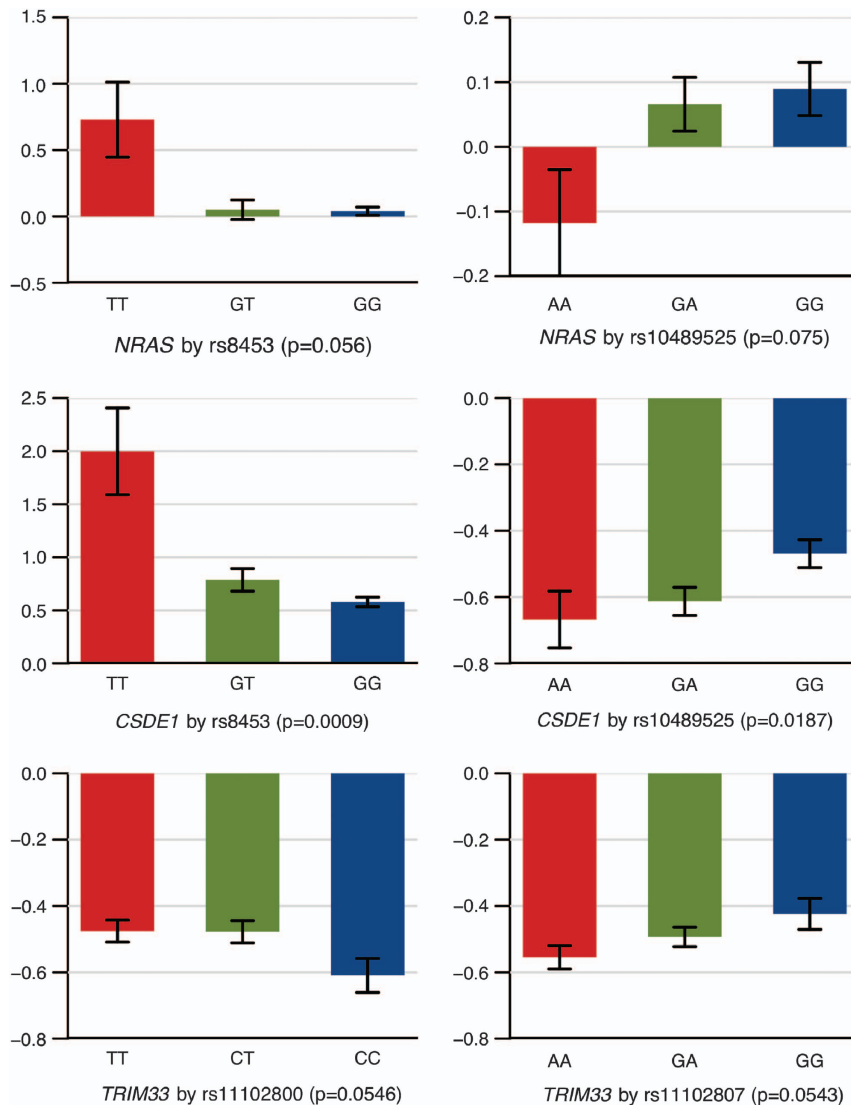 1.5
1.0
0.5
0.0
−0.5
TT GT GG
NRAS by rs8453 (p=0.056)
0.2
0.1
0.0
−0.1
−0.2
AA GA GG
NRAS by rs10489525 (p=0.075)
2.5
2.0
1.5
1.0
0.5
0.0
TT GT GG
CSDE1 by rs8453 (p=0.0009)
0.0
−0.2
−0.4
−0.6
−0.8
AA GA GG
CSDE1 by rs10489525 (p=0.0187)
0.0
−0.2
−0.4
−0.6
−0.8
TT CT CC
TRIM33 by rs11102800 (p=0.0546)
0.0
−0.2
−0.4
−0.6
−0.8
AA GA GG
TRIM33 by rs11102807 (p=0.0543)